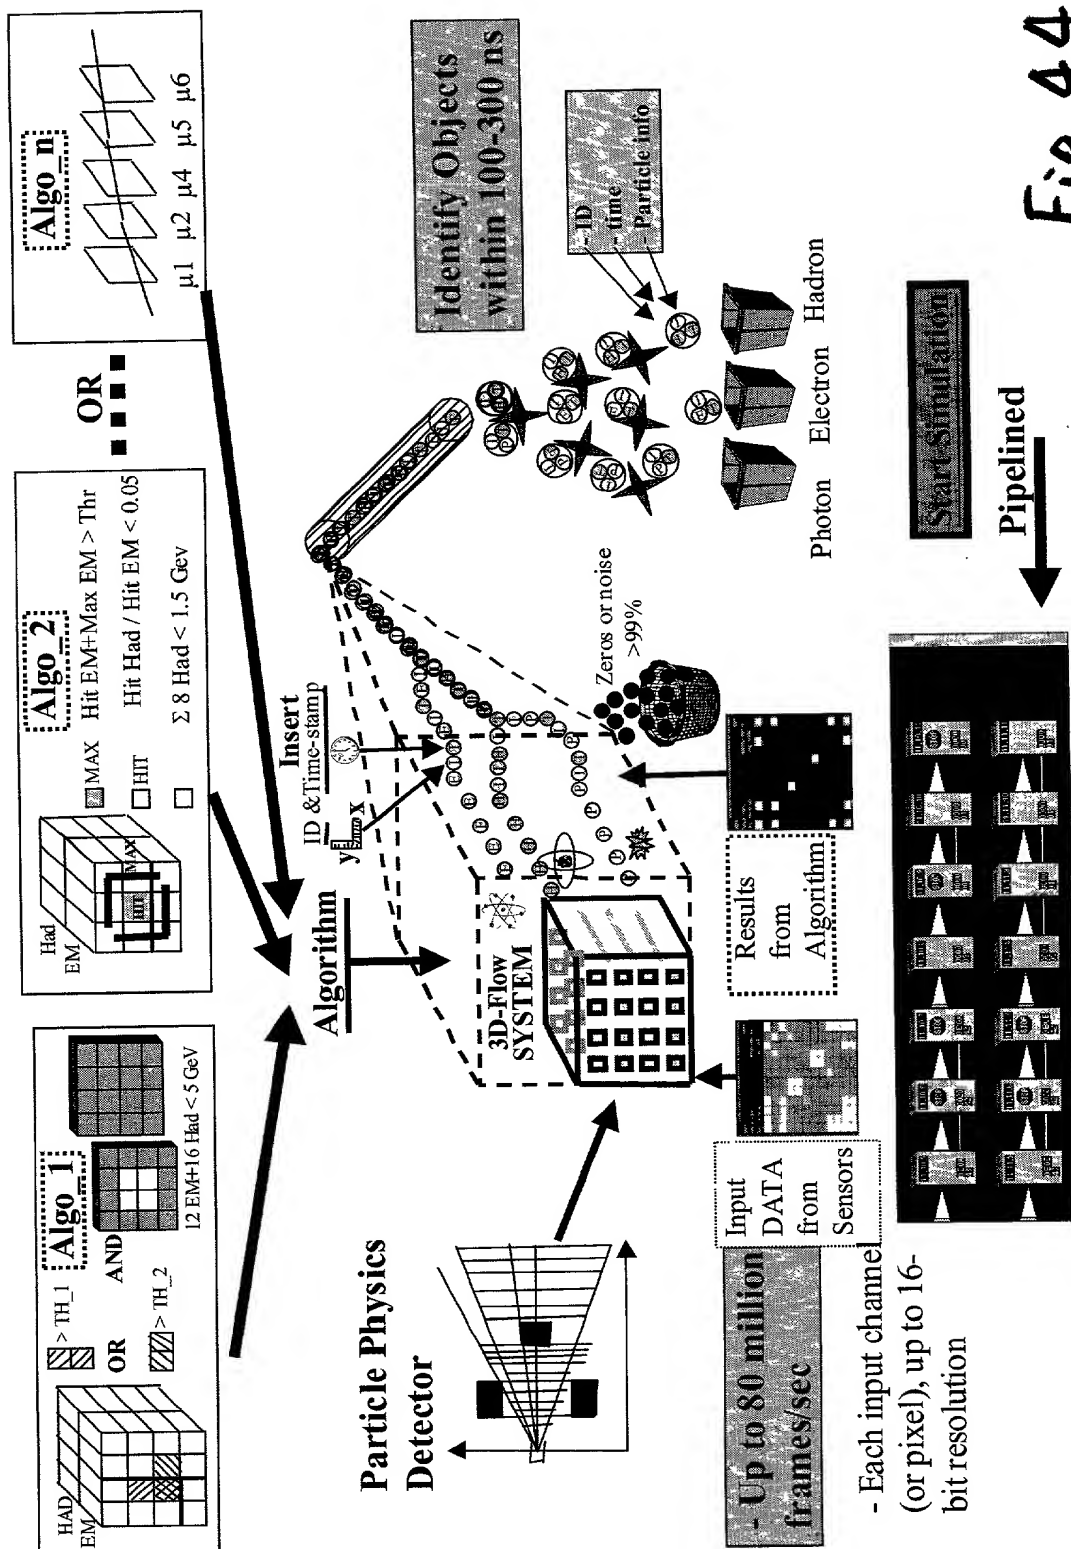 Algo_1
HAD
EM
> TH_1
OR
> TH_2
AND
12 EM+16 Had < 5 GeV
Algo_2
Had
EM
HIT
MAX
MAX
HIT
Hit EM+Max EM > Thr
Hit Had / Hit EM < 0.05
Σ 8 Had < 1.5 Gev
OR
Algo_n
μ1 μ2 μ4 μ5 μ6
Algorithm
Insert
ID &Time-stamp
y
x
Particle Physics
Detector
3D-Flow
SYSTEM
Zeros or noise
>99%
Identify Objects
within 100-300 ns
- ID
- time
- Particle info
Photon
Electron
Hadron
Input
DATA
from
Sensors
Results
from
Algorithm
- Up to 80 million
frames/sec
- Each input channel
(or pixel), up to 16-
bit resolution
Start Simulation
Pipelined
Fig 44